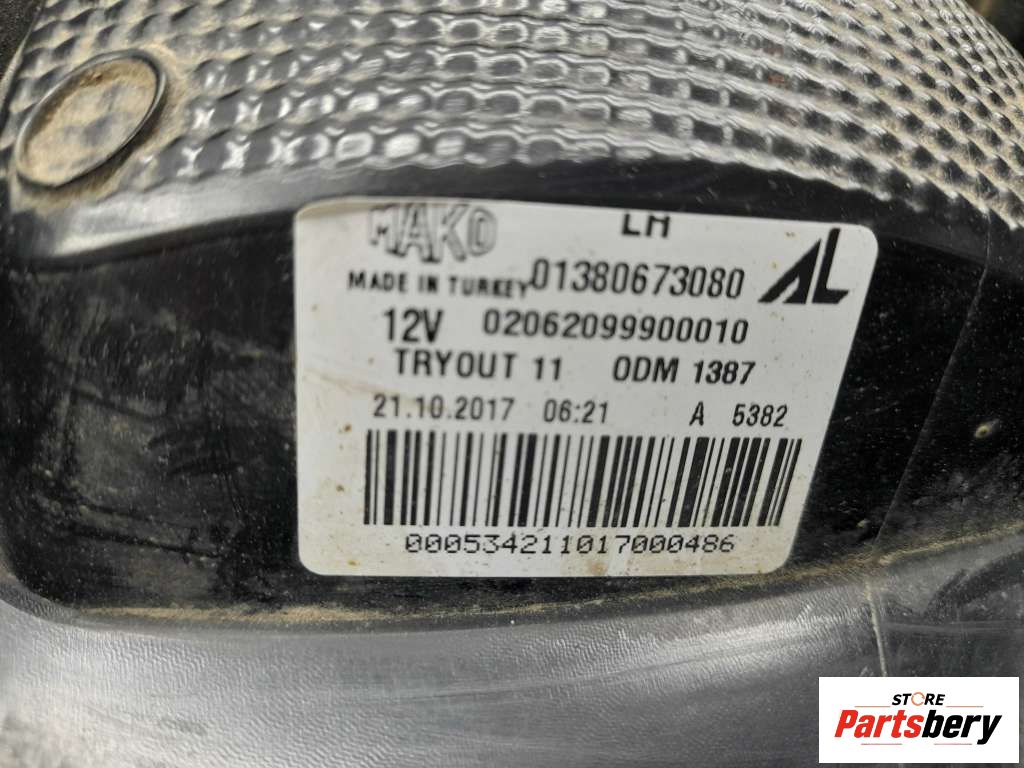 MAKO LH
MADE IN TURKEY 01380673080 AL
12V 02062099900010
TRYOUT 11 ODM 1387
21.10.2017 06:21 A 5382
000534211017000486
STORE
Partsbery